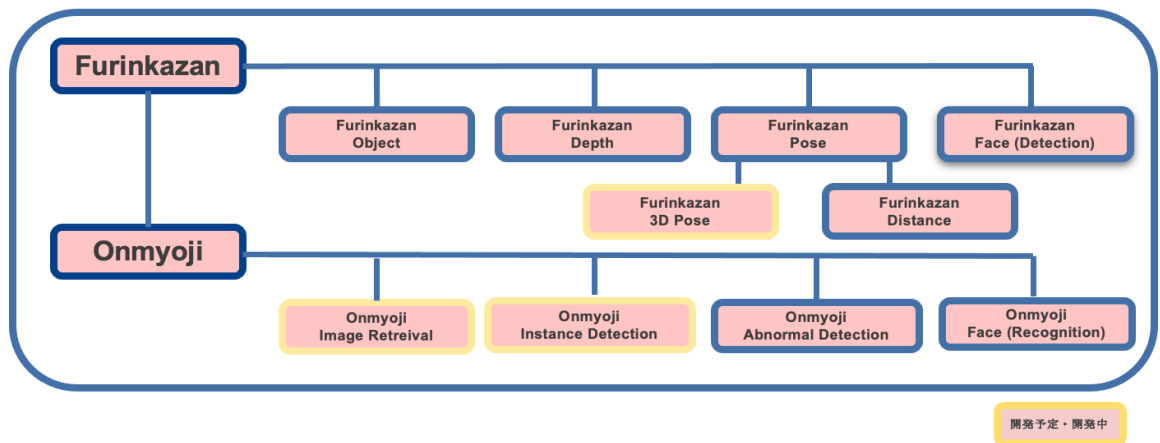 Furinkazan
Furinkazan
Object
Furinkazan
Depth
Furinkazan
Pose
Furinkazan
Face (Detection)
Furinkazan
3D Pose
Furinkazan
Distance
Onmyoji
Onmyoji
Image Retreival
Onmyoji
Instance Detection
Onmyoji
Abnormal Detection
Onmyoji
Face (Recognition)
開発予定・開発中